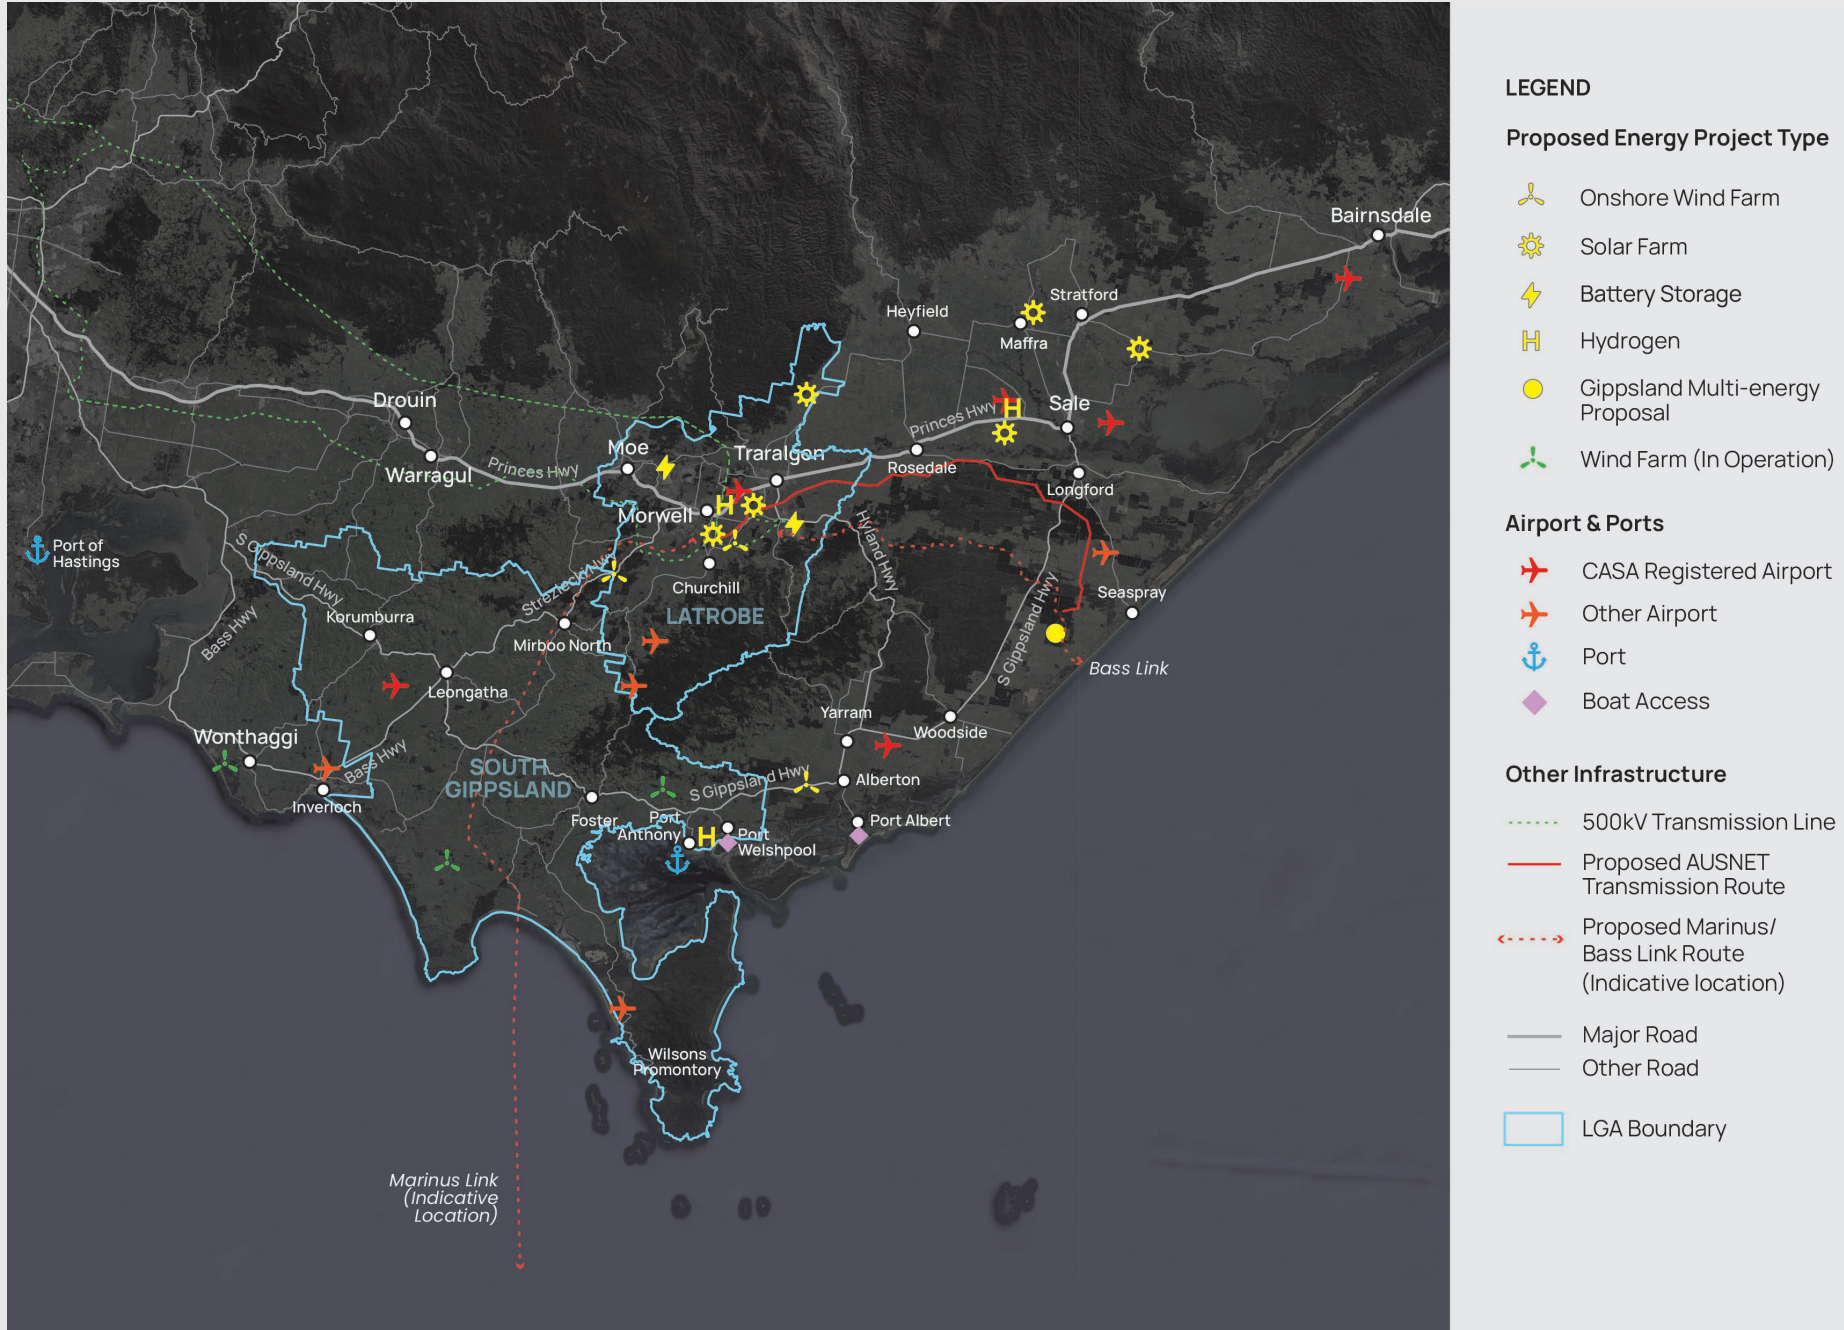 Bairnsdale
Stratford
Heyfield
Maffra
Drouin
Sale
Princes Hwy
Moe
Traralgon
Rosedale
Warragul
Princes Hwy
Longford
Morwell
Port of
Hastings
S Gippsland Hwy
Hyland Hwy
Strezlecki Hwy
Churchill
Seaspray
Bass Hwy
Korumburra
LATROBE
Mirboo North
S Gippsland Hwy
Bass Link
Leongatha
Yarram
Woodside
Wonthaggi
Bass Hwy
SOUTH
GIPPSLAND
S Gippsland Hwy
Alberton
Inverloch
Foster
Port
Anthony
Port
Welshpool
Port Albert
Wilsons
Promontory
Marinus Link
(Indicative
Location)
LEGEND
Proposed Energy Project Type
Onshore Wind Farm
Solar Farm
Battery Storage
H Hydrogen
Gippsland Multi-energy
Proposal
Wind Farm (In Operation)
Airport & Ports
CASA Registered Airport
Other Airport
Port
Boat Access
Other Infrastructure
500kV Transmission Line
Proposed AUSNET
Transmission Route
Proposed Marinus/
Bass Link Route
(Indicative location)
Major Road
Other Road
LGA Boundary